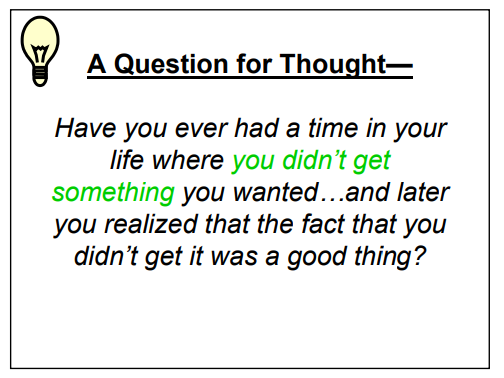 A Question for Thought—
Have you ever had a time in your
life where you didn’t get
something you wanted…and later
you realized that the fact that you
didn’t get it was a good thing?